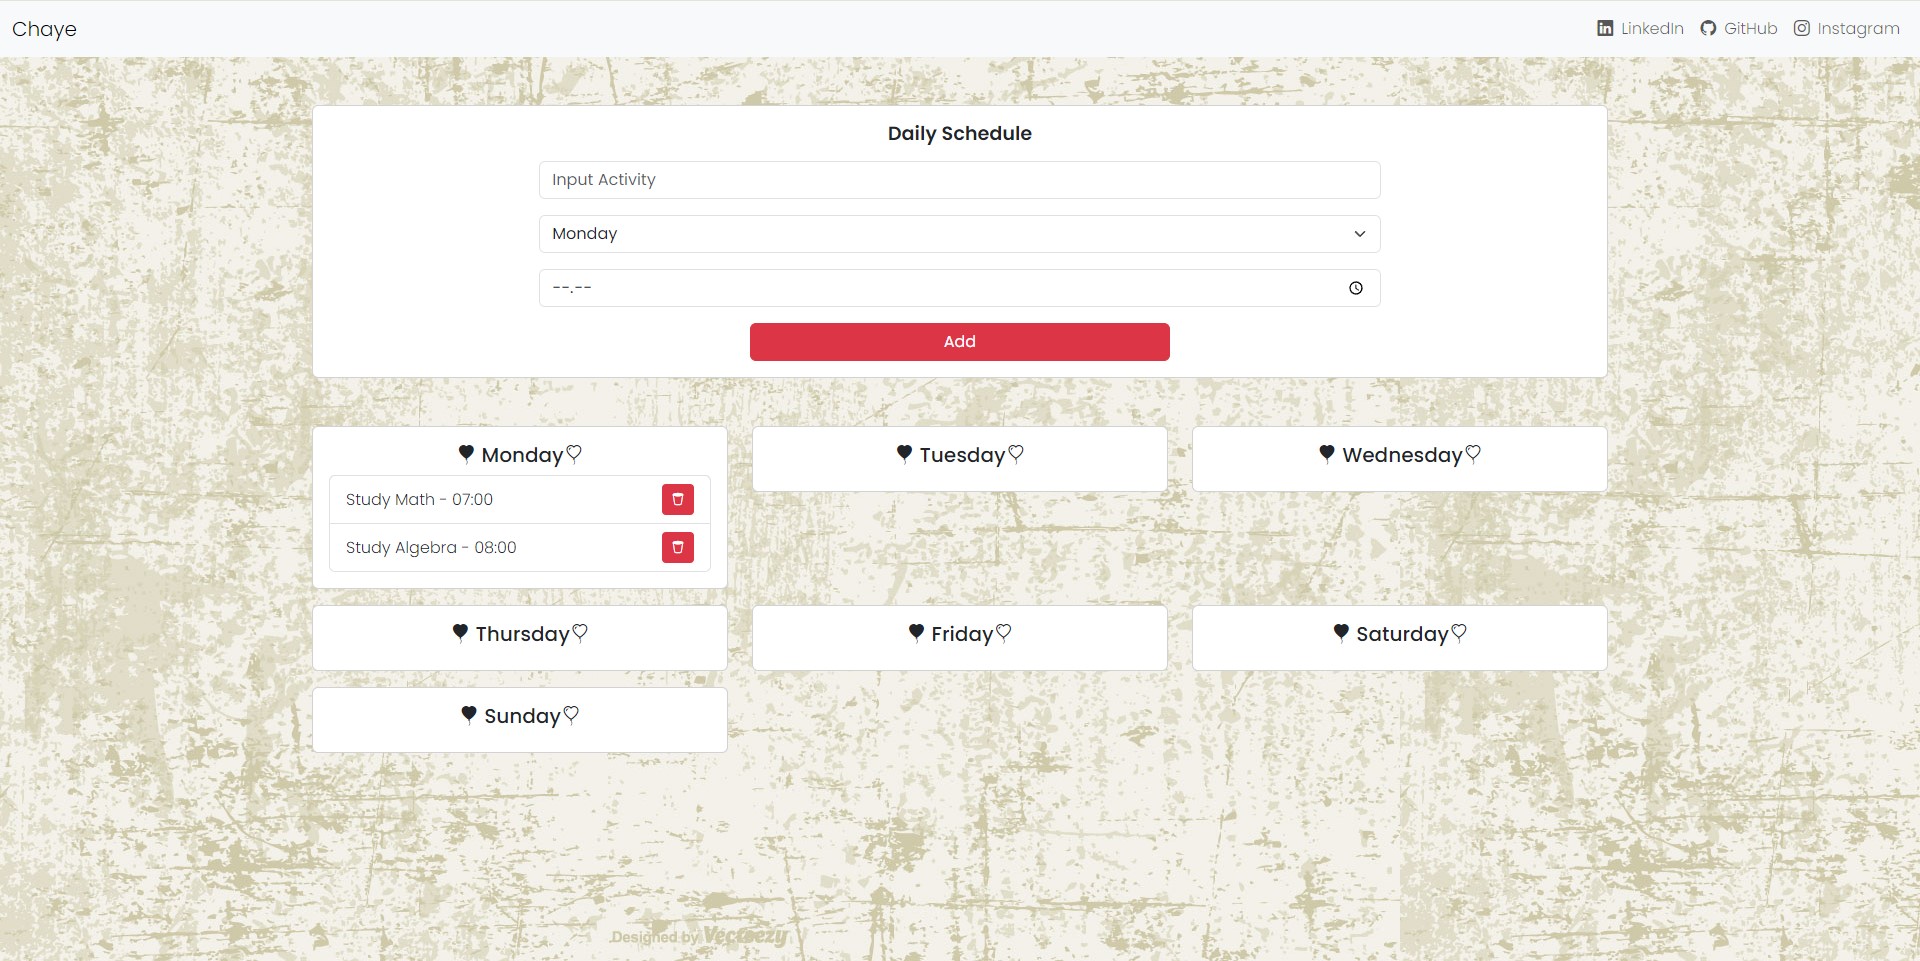 Chaye
LinkedIn GitHub Instagram
Daily Schedule
Input Activity
Monday
--.--
Add
Monday
Study Math - 07:00
Study Algebra - 08:00
Tuesday
Wednesday
Thursday
Friday
Saturday
Sunday
Designed by Vecteezy